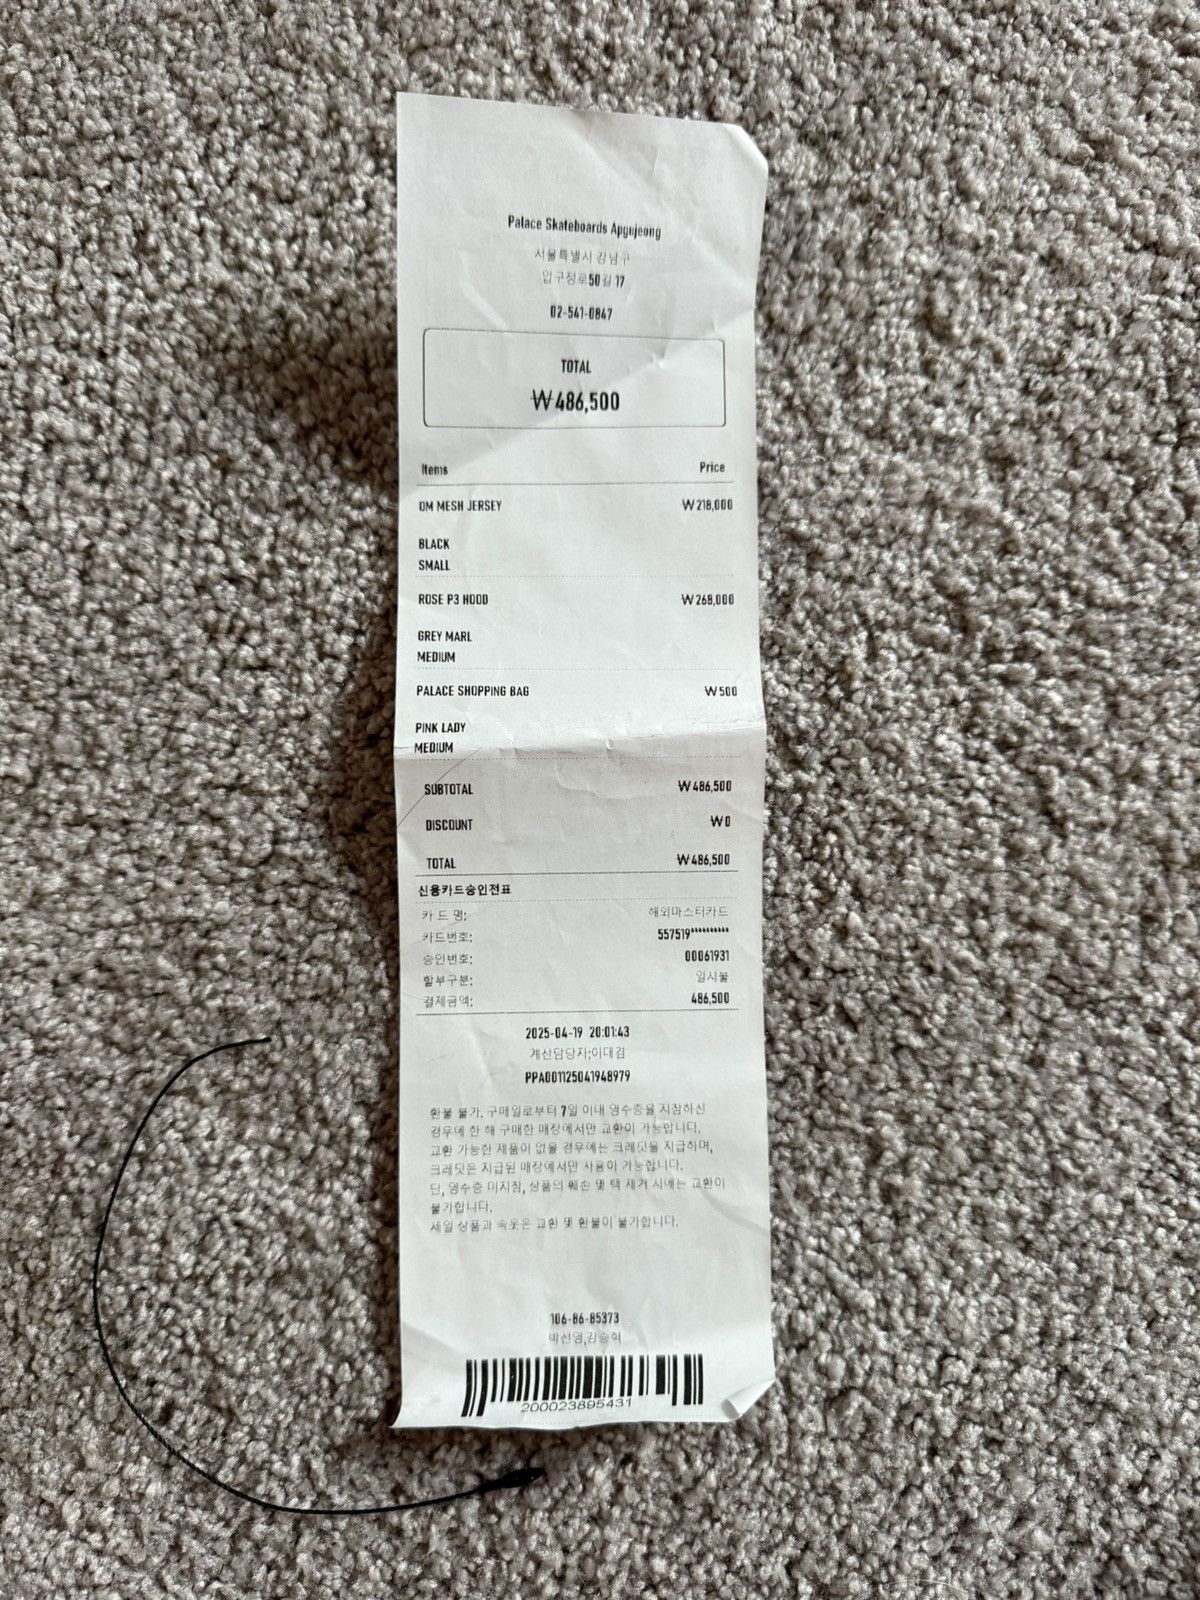 Palace Skateboards Apgujeong
서울특별시 강남구
압구정로50길 17
02-541-0847
TOTAL
₩486,500
Items Price
OM MESH JERSEY ₩218,000
BLACK
SMALL
ROSE P3 HOOD ₩268,000
GREY MARL
MEDIUM
PALACE SHOPPING BAG ₩500
PINK LADY
MEDIUM
SUBTOTAL ₩486,500
DISCOUNT ₩0
TOTAL ₩486,500
신용카드승인전표
카 드 명: 해외마스터카드
카드번호: 557519**********
승인번호: 00061931
할부구분: 일시불
결제금액: 486,500
2025-04-19 20:01:43
계산담당자:이대검
PPA001125041948979
환불 불가. 구매일로부터 7일 이내 영수증을 지참하신
경우에 한 해 구매한 매장에서만 교환이 가능합니다.
교환 가능한 제품이 없을 경우에는 크레딧을 지급하며,
크레딧은 지급된 매장에서만 사용이 가능합니다.
단, 영수증 미지참, 상품의 훼손 및 택 제거 시에는 교환이
불가합니다.
세일 상품과 속옷은 교환 및 환불이 불가합니다.
106-86-85373
박선영,강승혁
200023895431